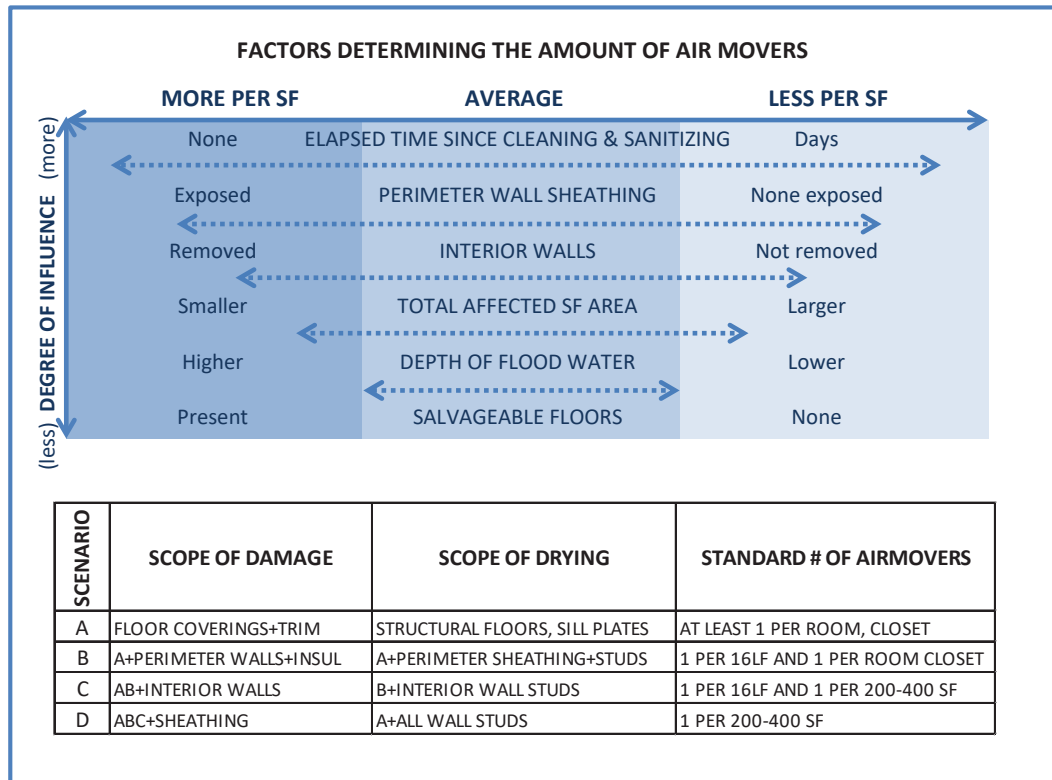 FACTORS DETERMINING THE AMOUNT OF AIR MOVERS
MORE PER SF AVERAGE LESS PER SF
(less) DEGREE OF INFLUENCE (more)
None ELAPSED TIME SINCE CLEANING & SANITIZING Days
Exposed PERIMETER WALL SHEATHING None exposed
Removed INTERIOR WALLS Not removed
Smaller TOTAL AFFECTED SF AREA Larger
Higher DEPTH OF FLOOD WATER Lower
Present SALVAGEABLE FLOORS None
SCENARIO SCOPE OF DAMAGE SCOPE OF DRYING STANDARD # OF AIRMOVERS
A FLOOR COVERINGS+TRIM STRUCTURAL FLOORS, SILL PLATES AT LEAST 1 PER ROOM, CLOSET
B A+PERIMETER WALLS+INSUL A+PERIMETER SHEATHING+STUDS 1 PER 16LF AND 1 PER ROOM CLOSET
C AB+INTERIOR WALLS B+INTERIOR WALL STUDS 1 PER 16LF AND 1 PER 200-400 SF
D ABC+SHEATHING A+ALL WALL STUDS 1 PER 200-400 SF